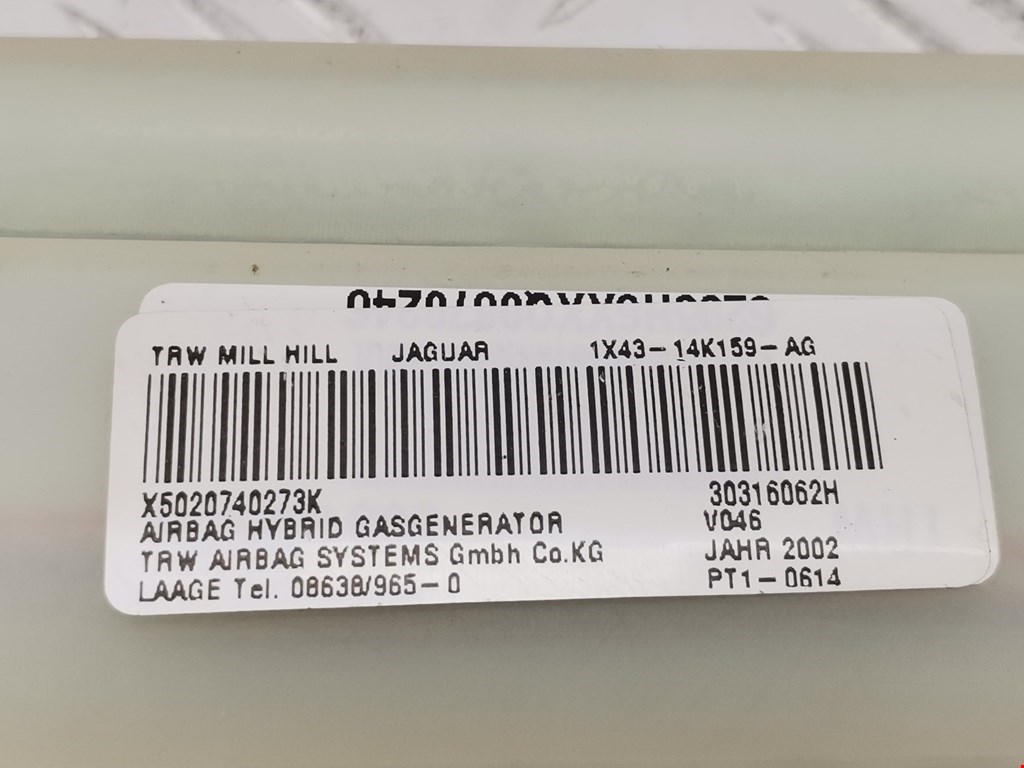 TRW MILL HILL JAGUAR 1X43-14K159-AG
X5020740273K 30316062H
AIRBAG HYBRID GASGENERATOR V046
TRW AIRBAG SYSTEMS Gmbh Co.KG JAHR 2002
LAAGE Tel. 08638/965-0 PT1-0614